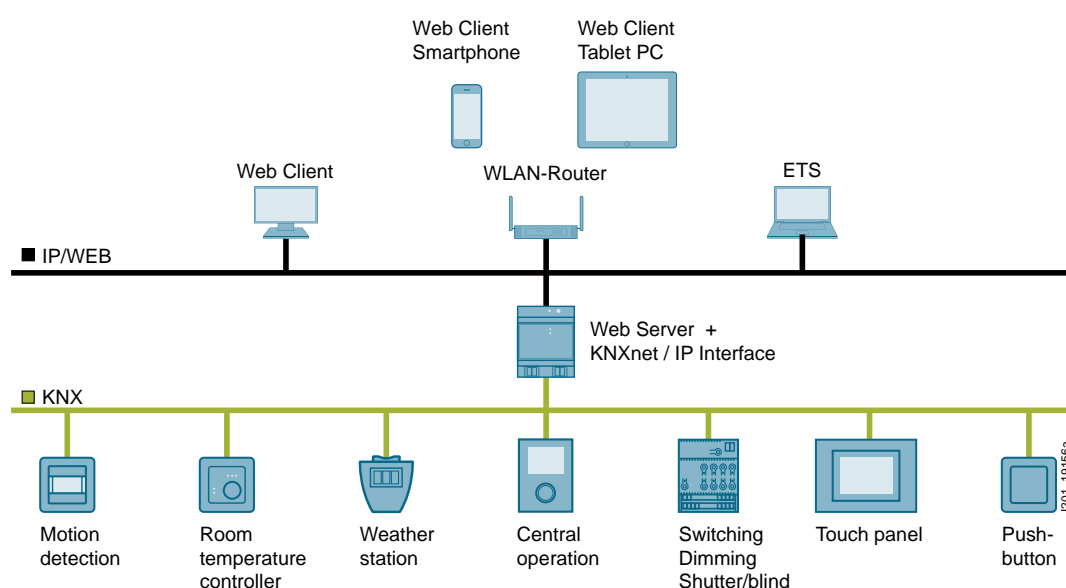 Web Client
Smartphone
Web Client
Tablet PC
Web Client
WLAN-Router
ETS
IP/WEB
Web Server +
KNXnet / IP Interface
KNX
Motion
detection
Room
temperature
controller
Weather
station
Central
operation
Switching
Dimming
Shutter/blind
Touch panel
Push-
button